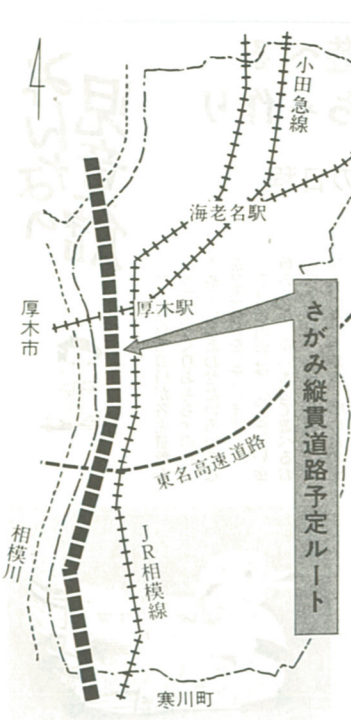 小田急線
海老名駅
厚木駅
厚木市
さがみ縦貫道路予定ルート
東名高速道路
相模川
JR相模線
寒川町